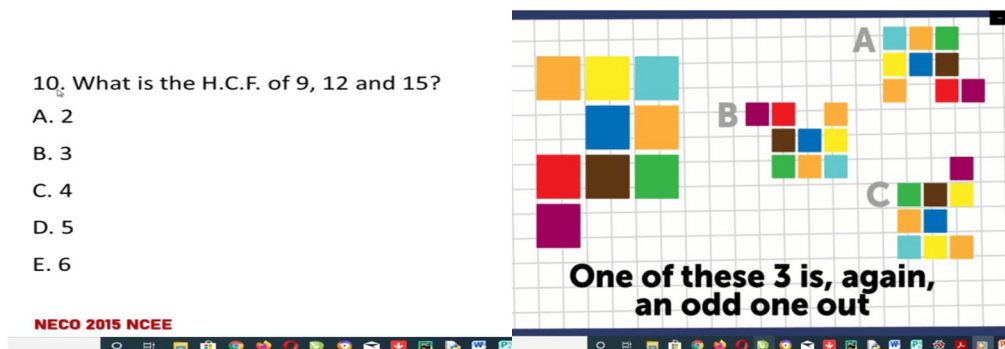 10. What is the H.C.F. of 9, 12 and 15?
A. 2
B. 3
C. 4
D. 5
E. 6
NECO 2015 NCEE
A
B
C
One of these 3 is, again,
an odd one out